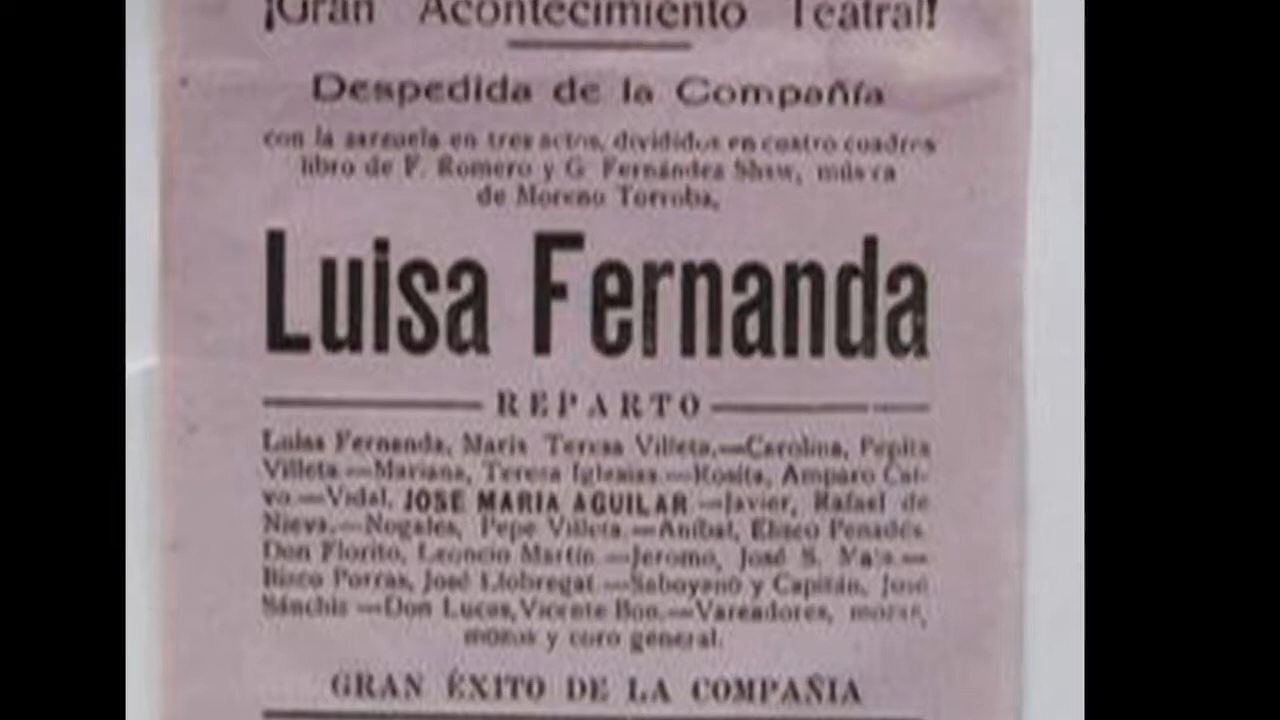 ¡Gran Acontecimiento Teatral!
Despedida de la Compañía
con la zarzuela en tres actos, divididos en cuatro cuadros
libro de F. Romero y G. Fernández Shaw, música
de Moreno Torroba,
Luisa Fernanda
REPARTO
Luisa Fernanda, María Teresa Villeta.—Carolina, Pepita
Villeta.—Mariana, Teresa Iglesias.—Rosita, Amparo Cal-
vo.—Vidal, JOSE MARIA AGUILAR.—Javier, Rafael de
Nieva.—Nogales, Pepe Villeta.—Aníbal, Eliseo Penadés.
Don Florito, Leoncio Martín.—Jeromo, José S.
Bizco Porras, José Llobregat.—Saboyano y Capitán, José
Sánchis.—Don Lucas, Vicente Bon.—Vareadores, mozas,
mozos y coro general.
GRAN ÉXITO DE LA COMPAÑIA